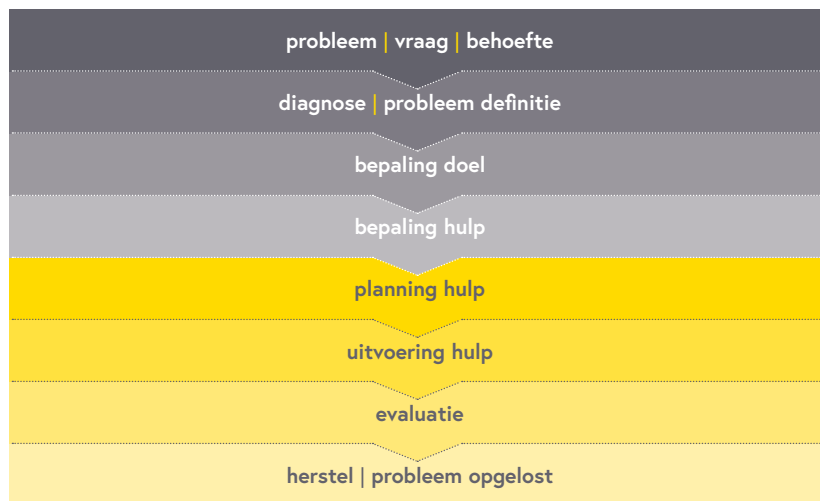 probleem | vraag | behoefte
diagnose | probleem definitie
bepaling doel
bepaling hulp
planning hulp
uitvoering hulp
evaluatie
herstel | probleem opgelost